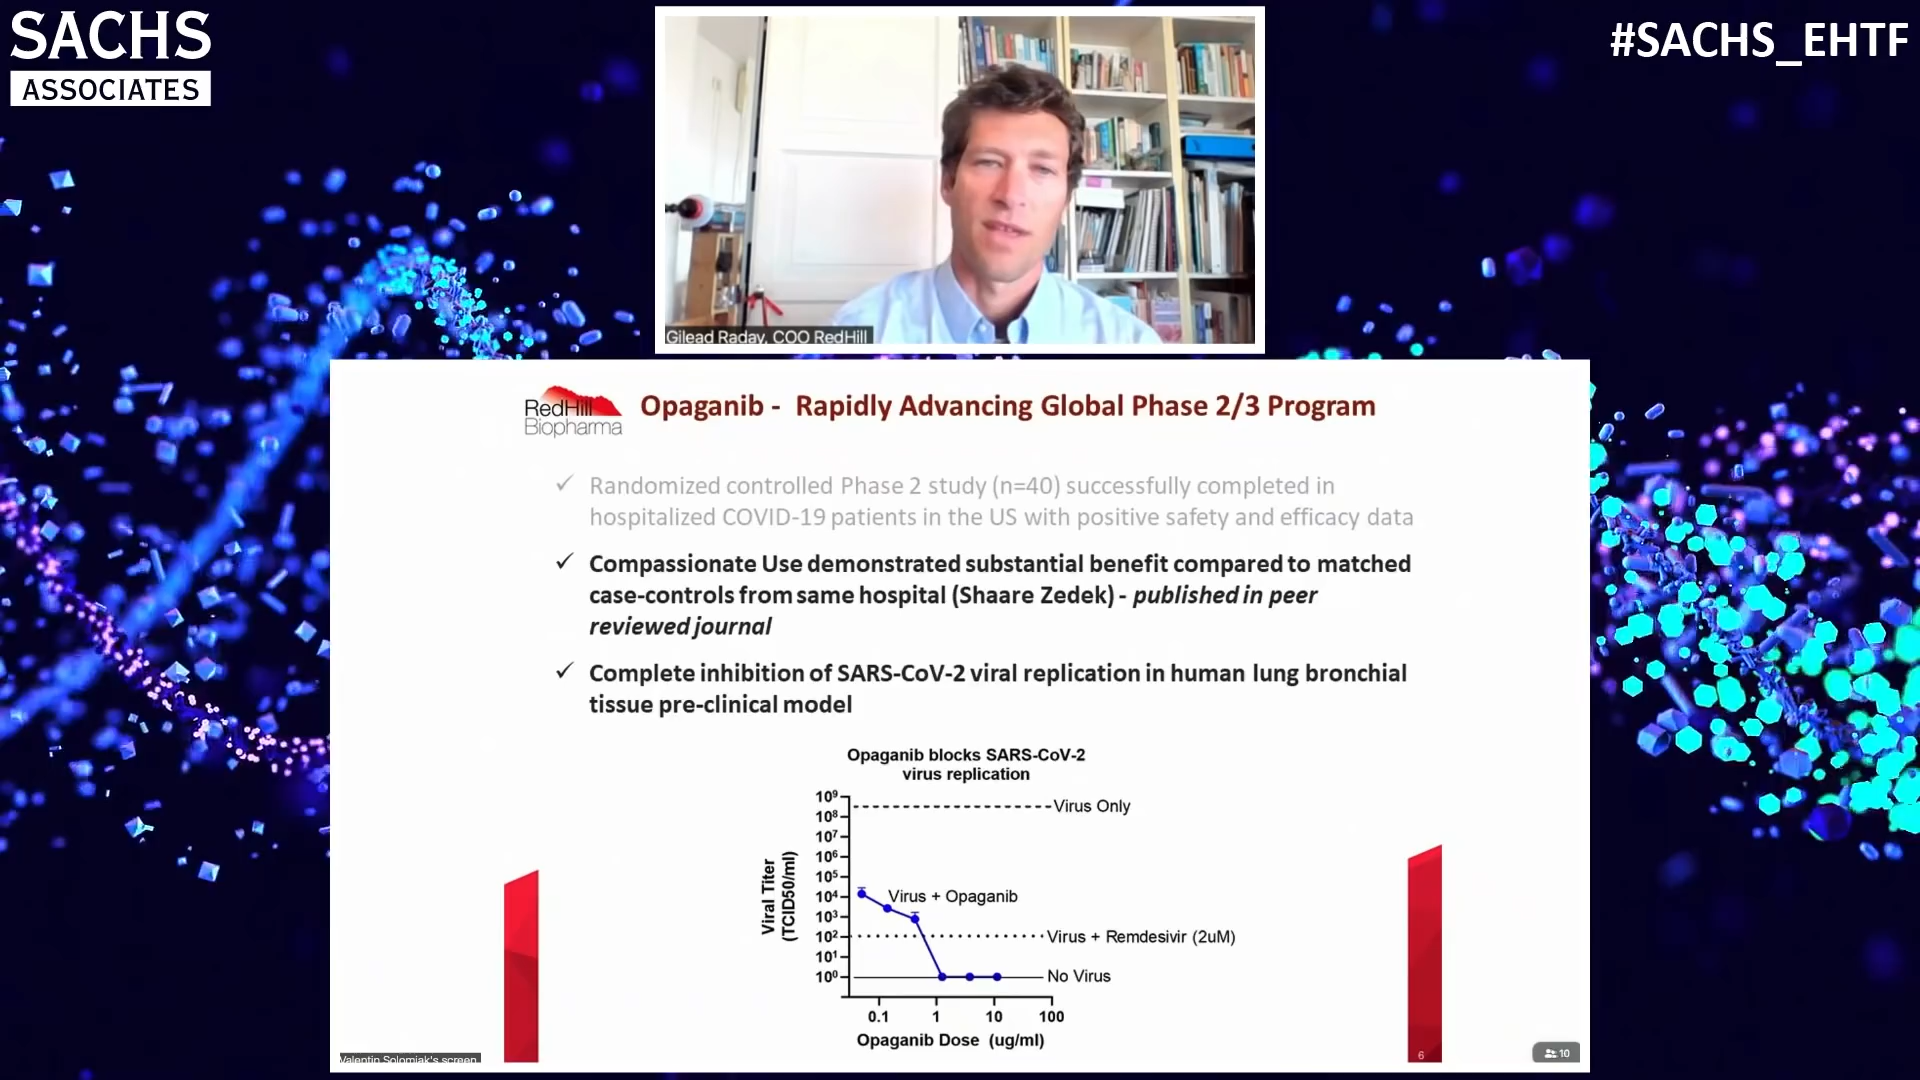 SACHS
ASSOCIATES
#SACHS_EHTF
Gilead Raday, COO RedHill
RedHill
Biopharma
Opaganib - Rapidly Advancing Global Phase 2/3 Program
✓ Randomized controlled Phase 2 study (n=40) successfully completed in
hospitalized COVID-19 patients in the US with positive safety and efficacy data
✓ Compassionate Use demonstrated substantial benefit compared to matched
case-controls from same hospital (Shaare Zedek) - published in peer
reviewed journal
✓ Complete inhibition of SARS-CoV-2 viral replication in human lung bronchial
tissue pre-clinical model
Opaganib blocks SARS-CoV-2
virus replication
Viral Titer
(TCID50/ml)
10⁹
10⁸
10⁷
10⁶
10⁵
10⁴
10³
10²
10¹
10⁰
Virus Only
Virus + Opaganib
Virus + Remdesivir (2uM)
No Virus
0.1 1 10 100
Opaganib Dose (ug/ml)
Valentin Solomiak's screen
6
10